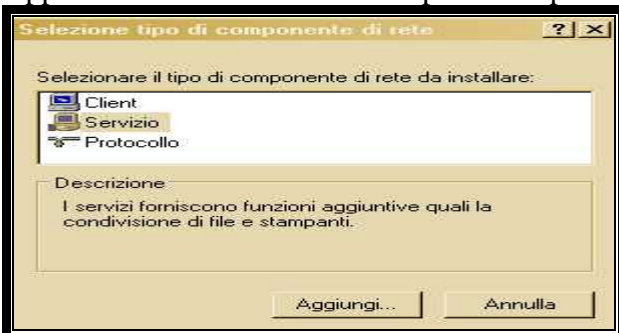 Selezione tipo di componente di rete
Selezionare il tipo di componente di rete da installare:
Client
Servizio
Protocollo
Descrizione
I servizi forniscono funzioni aggiuntive quali la
condivisione di file e stampanti.
Aggiungi... Annulla